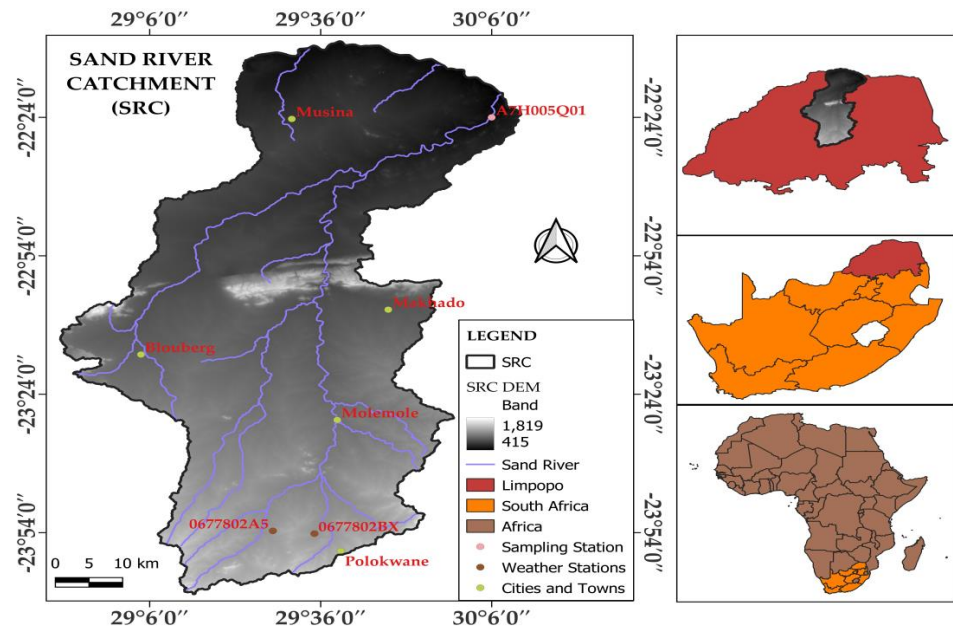 29°6′0′′ 29°36′0′′ 30°6′0′′
SAND RIVER
CATCHMENT
(SRC)
Musina
A7H005Q01
-22°24′0′′
-22°24′0′′
-22°54′0′′
-22°54′0′′
Makhado
Blouberg
-23°24′0′′
-23°24′0′′
Molemole
0677802A5
0677802BX
-23°54′0′′
-23°54′0′′
Polokwane
0 5 10 km
29°6′0′′ 29°36′0′′ 30°6′0′′
LEGEND
SRC
SRC DEM
Band
1,819
415
Sand River
Limpopo
South Africa
Africa
Sampling Station
Weather Stations
Cities and Towns